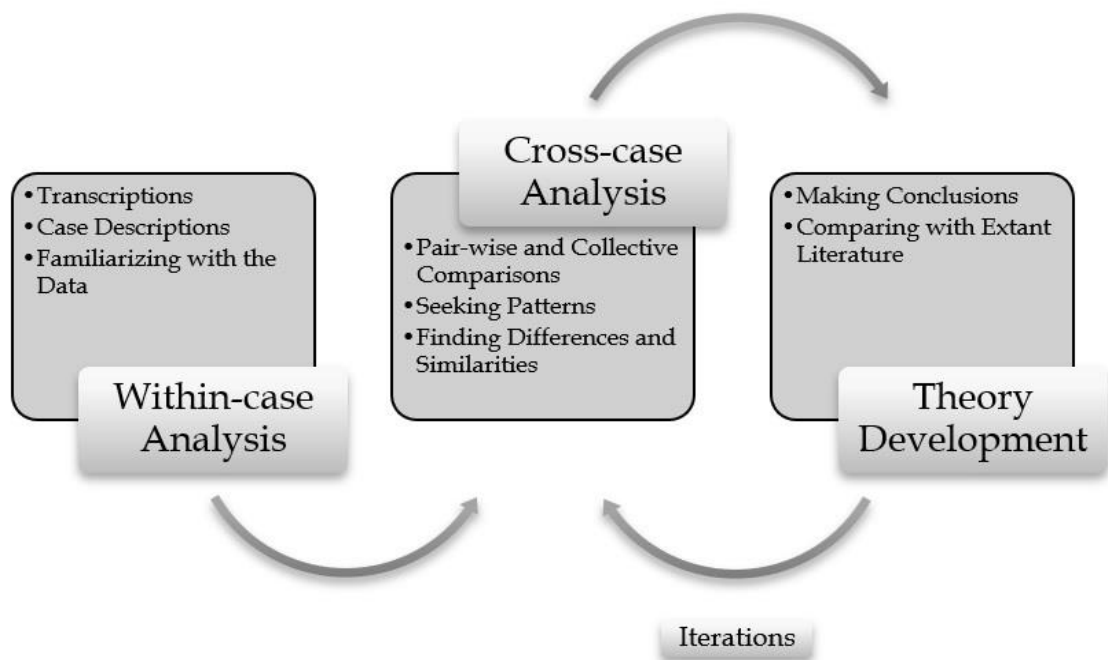 • Transcriptions
• Case Descriptions
• Familiarizing with the
Data
Within-case
Analysis
Cross-case
Analysis
• Pair-wise and Collective
Comparisons
• Seeking Patterns
• Finding Differences and
Similarities
• Making Conclusions
• Comparing with Extant
Literature
Theory
Development
Iterations